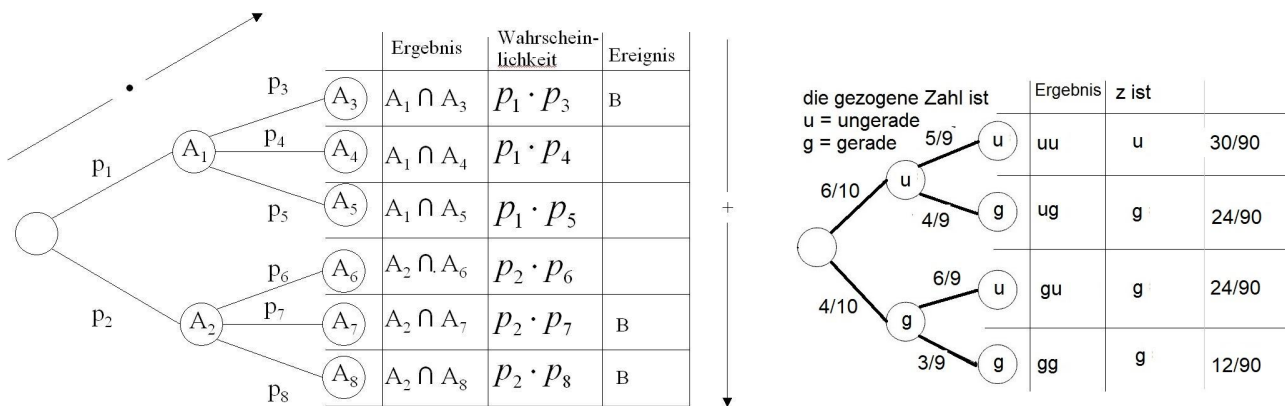 Ergebnis Wahrschein-lichkeit Ereignis
p₃ A₃ A₁ ∩ A₃ p₁ · p₃ B
p₁ A₁ p₄ A₄ A₁ ∩ A₄ p₁ · p₄
p₅ A₅ A₁ ∩ A₅ p₁ · p₅
p₆ A₆ A₂ ∩ A₆ p₂ · p₆
p₂ A₂ p₇ A₇ A₂ ∩ A₇ p₂ · p₇ B
p₈ A₈ A₂ ∩ A₈ p₂ · p₈ B
+
die gezogene Zahl ist
u = ungerade
g = gerade
Ergebnis z ist
5/9 u uu u 30/90
6/10 u
4/9 g ug g 24/90
6/9 u gu g 24/90
4/10 g
3/9 g gg g 12/90